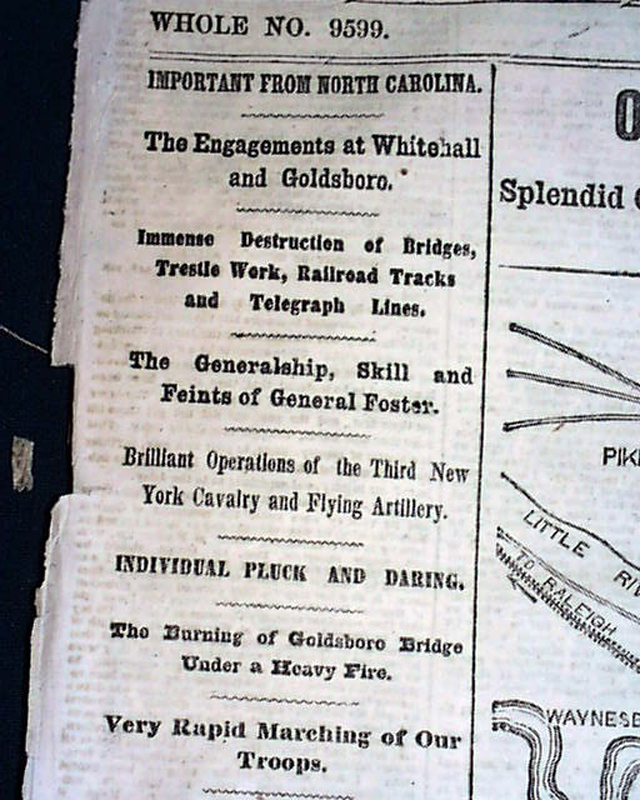 WHOLE NO. 9599.
IMPORTANT FROM NORTH CAROLINA.
The Engagements at Whitehall
and Goldsboro.
Immense Destruction of Bridges,
Trestle Work, Railroad Tracks
and Telegraph Lines.
The Generalship, Skill and
Feints of General Foster.
Brilliant Operations of the Third New
York Cavalry and Flying Artillery.
INDIVIDUAL PLUCK AND DARING.
The Burning of Goldsboro Bridge
Under a Heavy Fire.
Very Rapid Marching of Our
Troops.
Splendid
LITTLE
TO RALEIGH